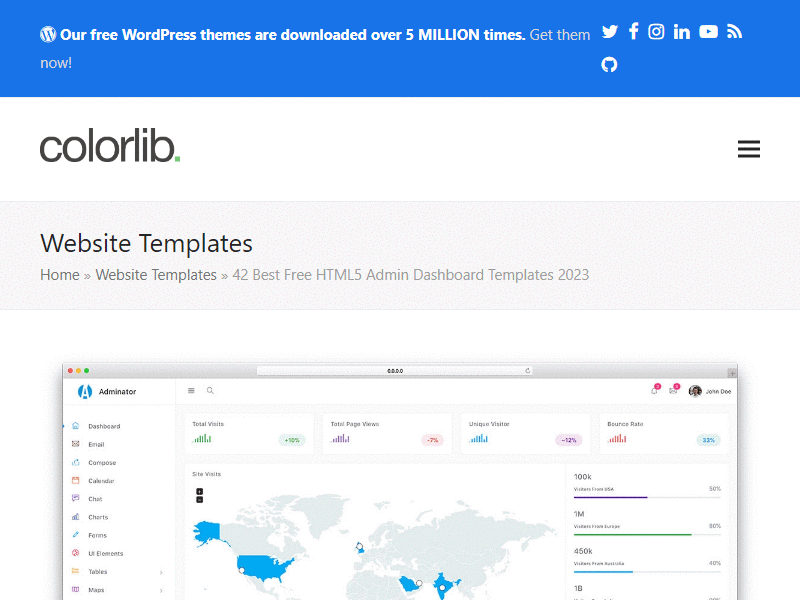 Our free WordPress themes are downloaded over 5 MILLION times. Get them
now!
colorlib.
Website Templates
Home » Website Templates » 42 Best Free HTML5 Admin Dashboard Templates 2023
0.0.0.0
Adminator
John Doe
Dashboard
Email
Compose
Calendar
Chat
Charts
Forms
UI Elements
Tables
Maps
Total Visits
+10%
Total Page Views
-7%
Unique Visitor
-12%
Bounce Rate
33%
Site Visits
100k
Visitors From USA
50%
1M
Visitors From Europe
80%
450k
Visitors From Australia
40%
1B